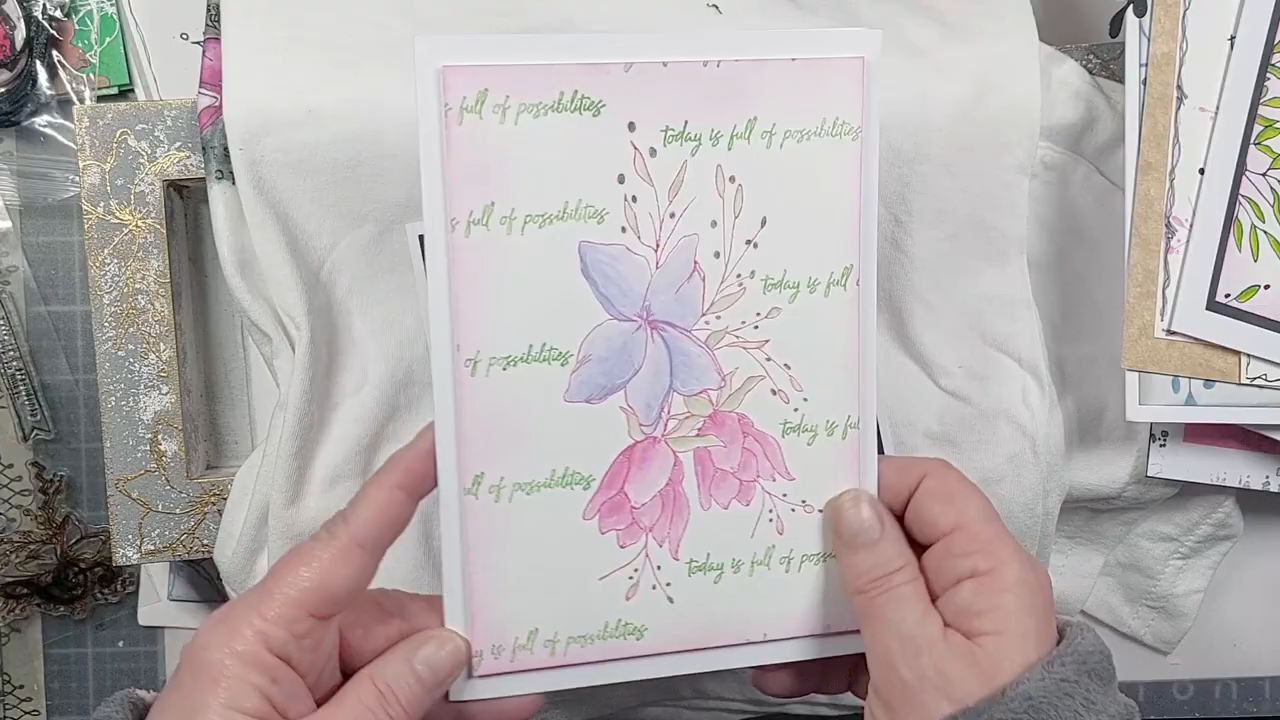 s full of possibilities
today is full of possibilities
s full of possibilities
today is full
of possibilities
today is ful
ull of possibilities
today is full of poss
y is full of possibilities